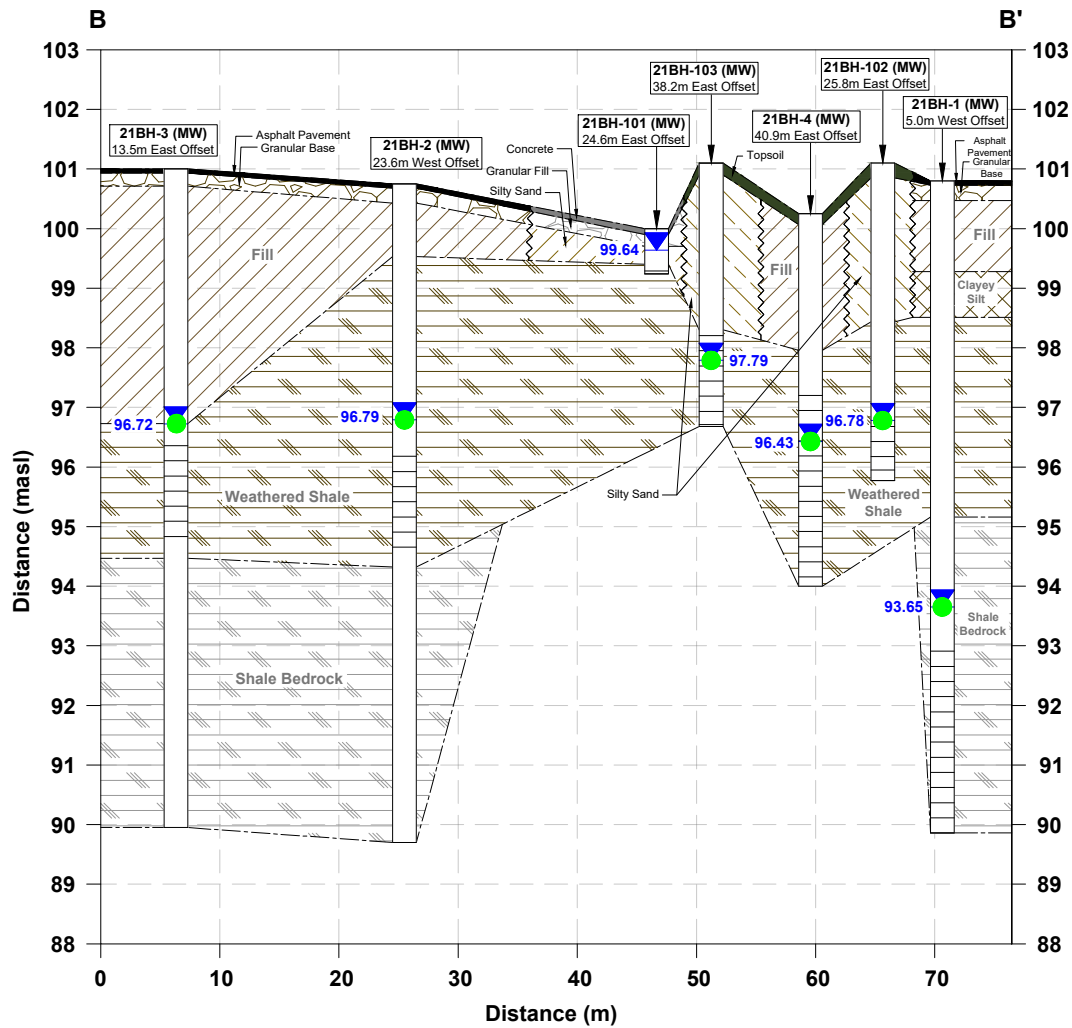 B
B'
103
103
21BH-103 (MW)
38.2m East Offset
21BH-102 (MW)
25.8m East Offset
102
102
21BH-4 (MW)
40.9m East Offset
21BH-1 (MW)
5.0m West Offset
21BH-3 (MW)
13.5m East Offset
Asphalt Pavement
Granular Base
21BH-2 (MW)
23.6m West Offset
21BH-101 (MW)
24.6m East Offset
Concrete
Granular Fill
Silty Sand
Topsoil
Asphalt
Pavement
Granular
Base
101
101
100
100
Fill
99.64
Fill
Fill
99
99
Clayey
Silt
98
98
97.79
97
97
96.72
96.79
96.43
96.78
96
96
Weathered Shale
Silty Sand
Weathered
Shale
95
95
94
94
93.65
Shale
Bedrock
93
93
Shale Bedrock
92
92
91
91
90
90
89
89
88
88
Distance (masl)
0
10
20
30
40
50
60
70
Distance (m)